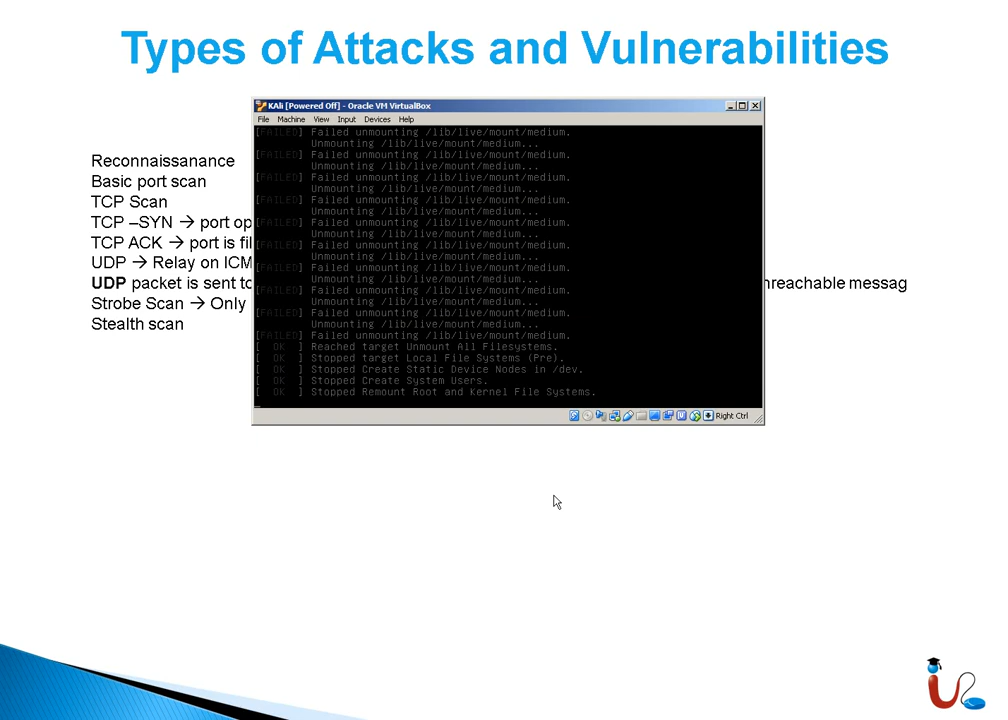 Types of Attacks and Vulnerabilities
KAli [Powered Off] - Oracle VM VirtualBox
File Machine View Input Devices Help
[FAILED] Failed unmounting /lib/live/mount/medium.
Unmounting /lib/live/mount/medium...
[FAILED] Failed unmounting /lib/live/mount/medium.
Unmounting /lib/live/mount/medium...
[FAILED] Failed unmounting /lib/live/mount/medium.
Unmounting /lib/live/mount/medium...
[FAILED] Failed unmounting /lib/live/mount/medium.
Unmounting /lib/live/mount/medium...
[FAILED] Failed unmounting /lib/live/mount/medium.
Unmounting /lib/live/mount/medium...
[FAILED] Failed unmounting /lib/live/mount/medium.
Unmounting /lib/live/mount/medium...
[FAILED] Failed unmounting /lib/live/mount/medium.
Unmounting /lib/live/mount/medium...
[FAILED] Failed unmounting /lib/live/mount/medium.
Unmounting /lib/live/mount/medium...
[FAILED] Failed unmounting /lib/live/mount/medium.
Unmounting /lib/live/mount/medium...
[FAILED] Failed unmounting /lib/live/mount/medium.
[ OK ] Reached target Unmount All Filesystems.
[ OK ] Stopped target Local File Systems (Pre).
[ OK ] Stopped Create Static Device Nodes in /dev.
[ OK ] Stopped Create System Users.
[ OK ] Stopped Remount Root and Kernel File Systems.
Right Ctrl
Reconnaissanance
Basic port scan
TCP Scan
TCP –SYN → port op
TCP ACK → port is fil
UDP → Relay on ICM
UDP packet is sent to nreachable messag
Strobe Scan → Only
Stealth scan